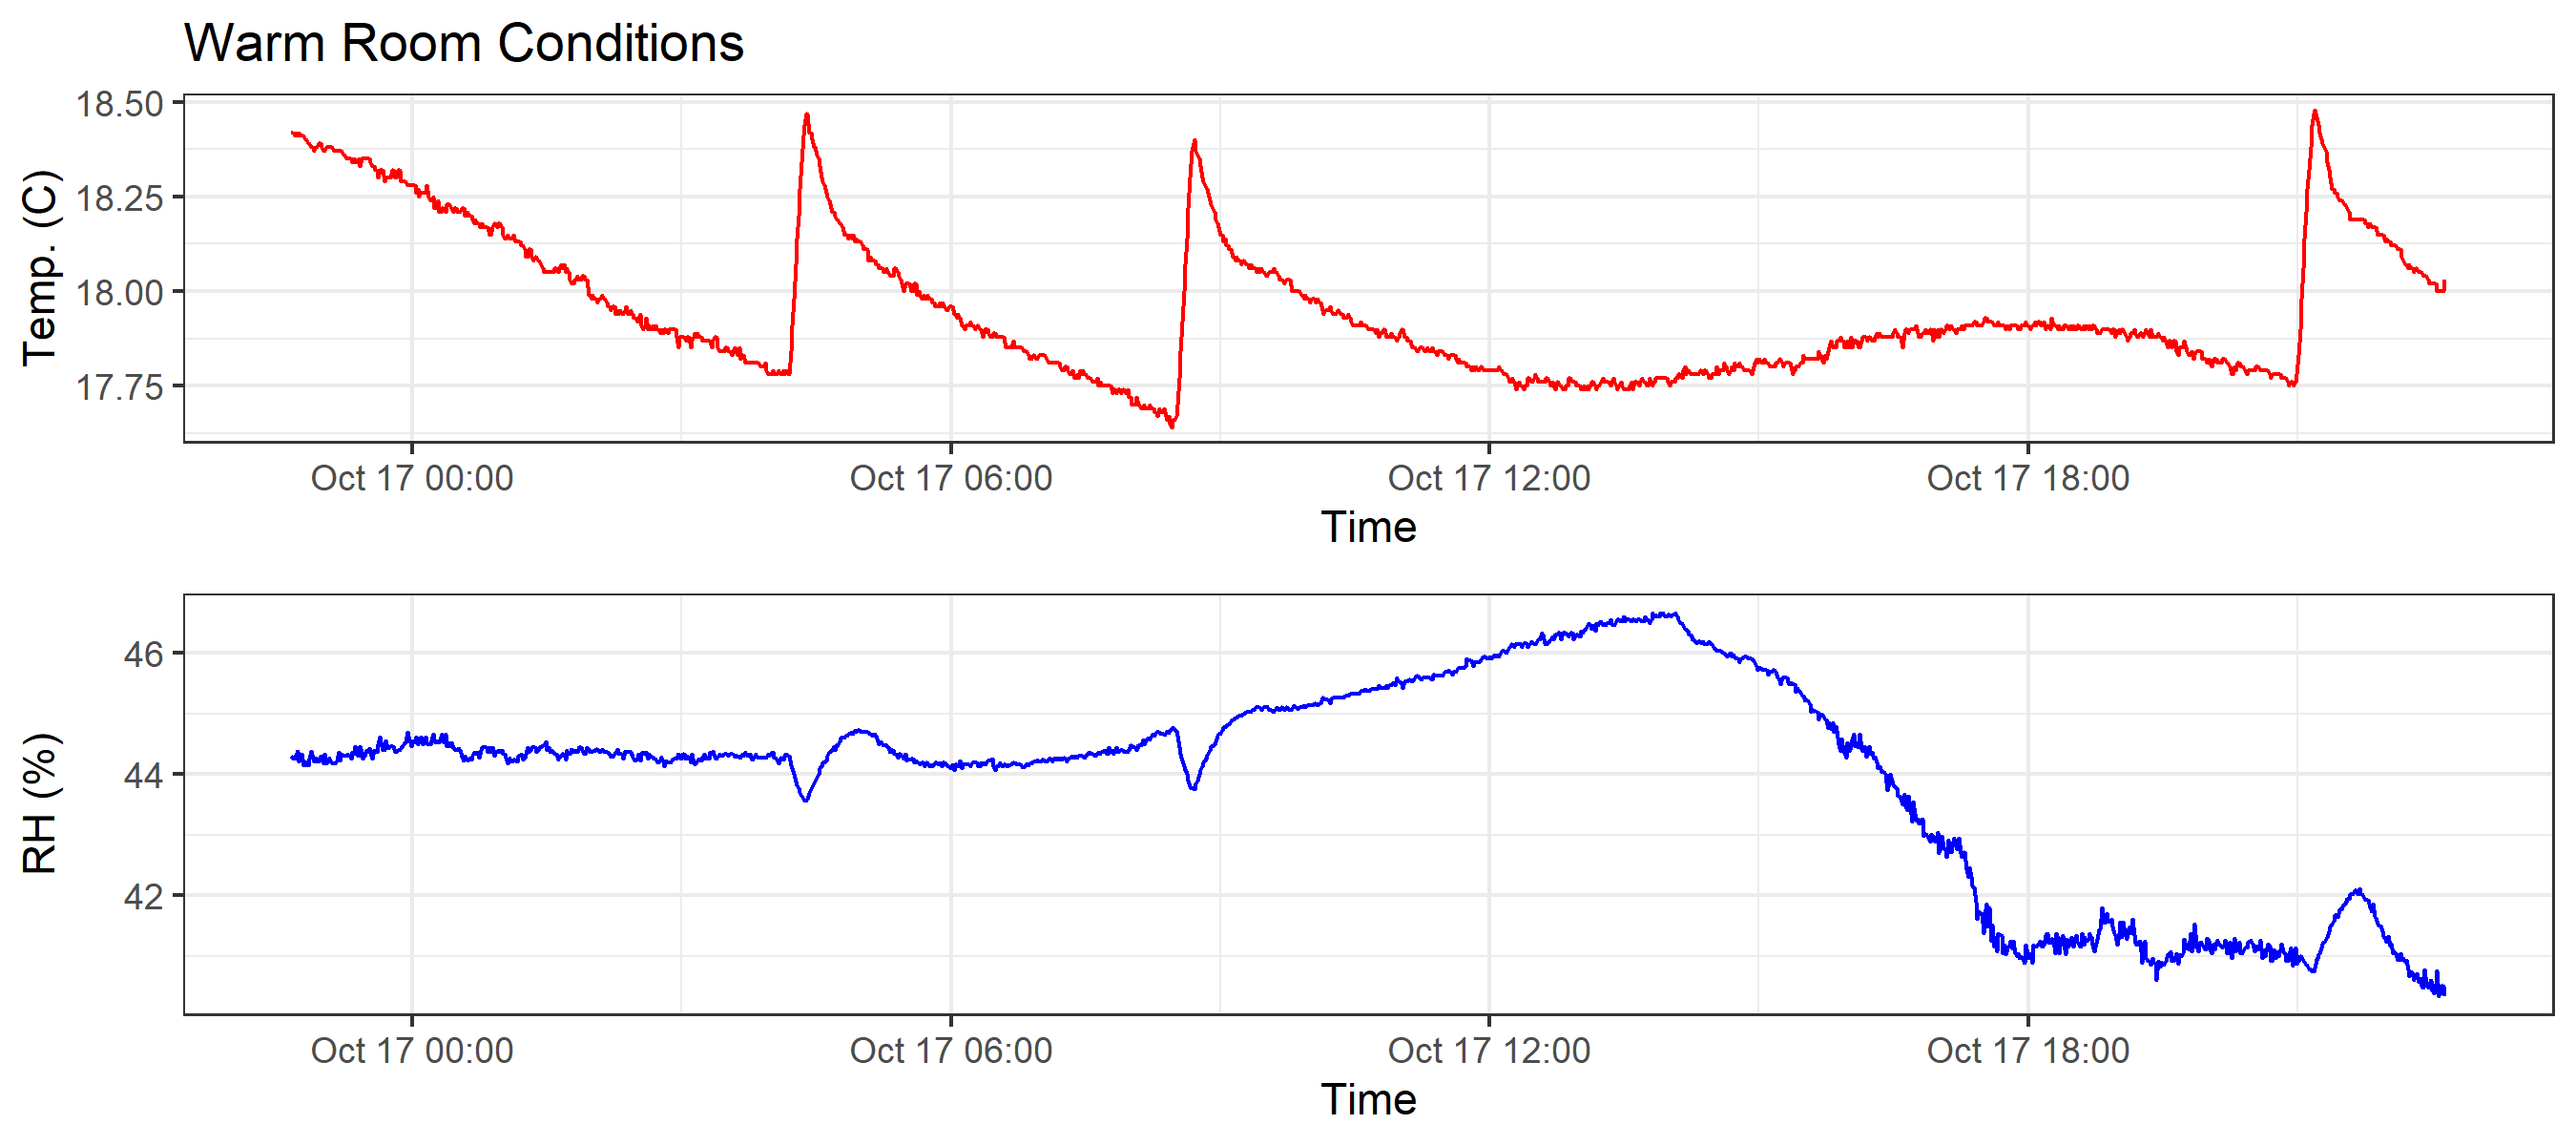 Warm Room Conditions
Temp. (C)
18.50
18.25
18.00
17.75
Oct 17 00:00 Oct 17 06:00 Oct 17 12:00 Oct 17 18:00
Time
RH (%)
46
44
42
Oct 17 00:00 Oct 17 06:00 Oct 17 12:00 Oct 17 18:00
Time